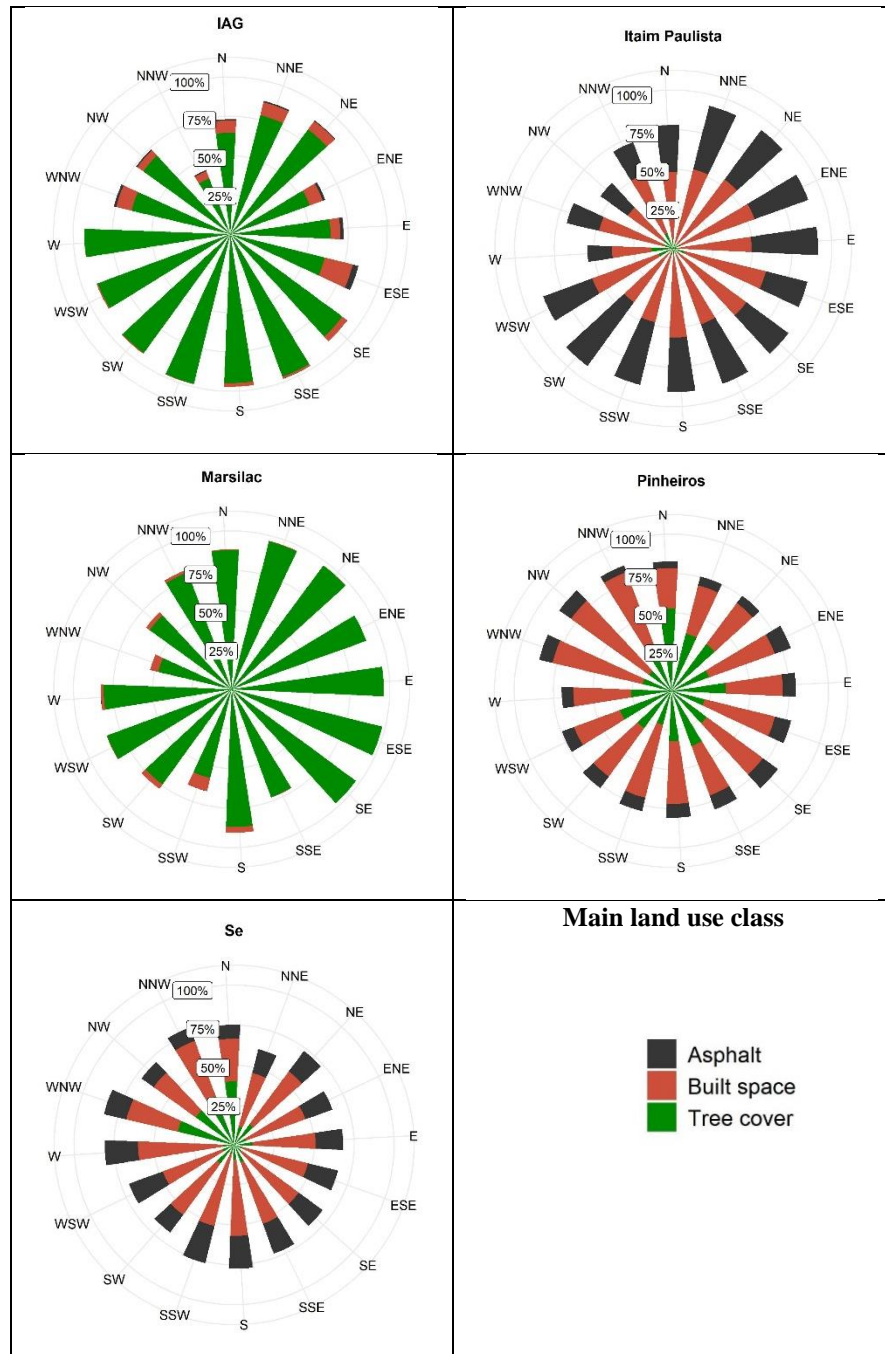 IAG
N
NNE
NE
ENE
E
ESE
SE
SSE
S
SSW
SW
WSW
W
WNW
NW
NNW
100%
75%
50%
25%
Itaim Paulista
N
NNE
NE
ENE
E
ESE
SE
SSE
S
SSW
SW
WSW
W
WNW
NW
NNW
100%
75%
50%
25%
Marsilac
N
NNE
NE
ENE
E
ESE
SE
SSE
S
SSW
SW
WSW
W
WNW
NW
NNW
100%
75%
50%
25%
Pinheiros
N
NNE
NE
ENE
E
ESE
SE
SSE
S
SSW
SW
WSW
W
WNW
NW
NNW
100%
75%
50%
25%
Se
N
NNE
NE
ENE
E
ESE
SE
SSE
S
SSW
SW
WSW
W
WNW
NW
NNW
100%
75%
50%
25%
Main land use class
Asphalt
Built space
Tree cover